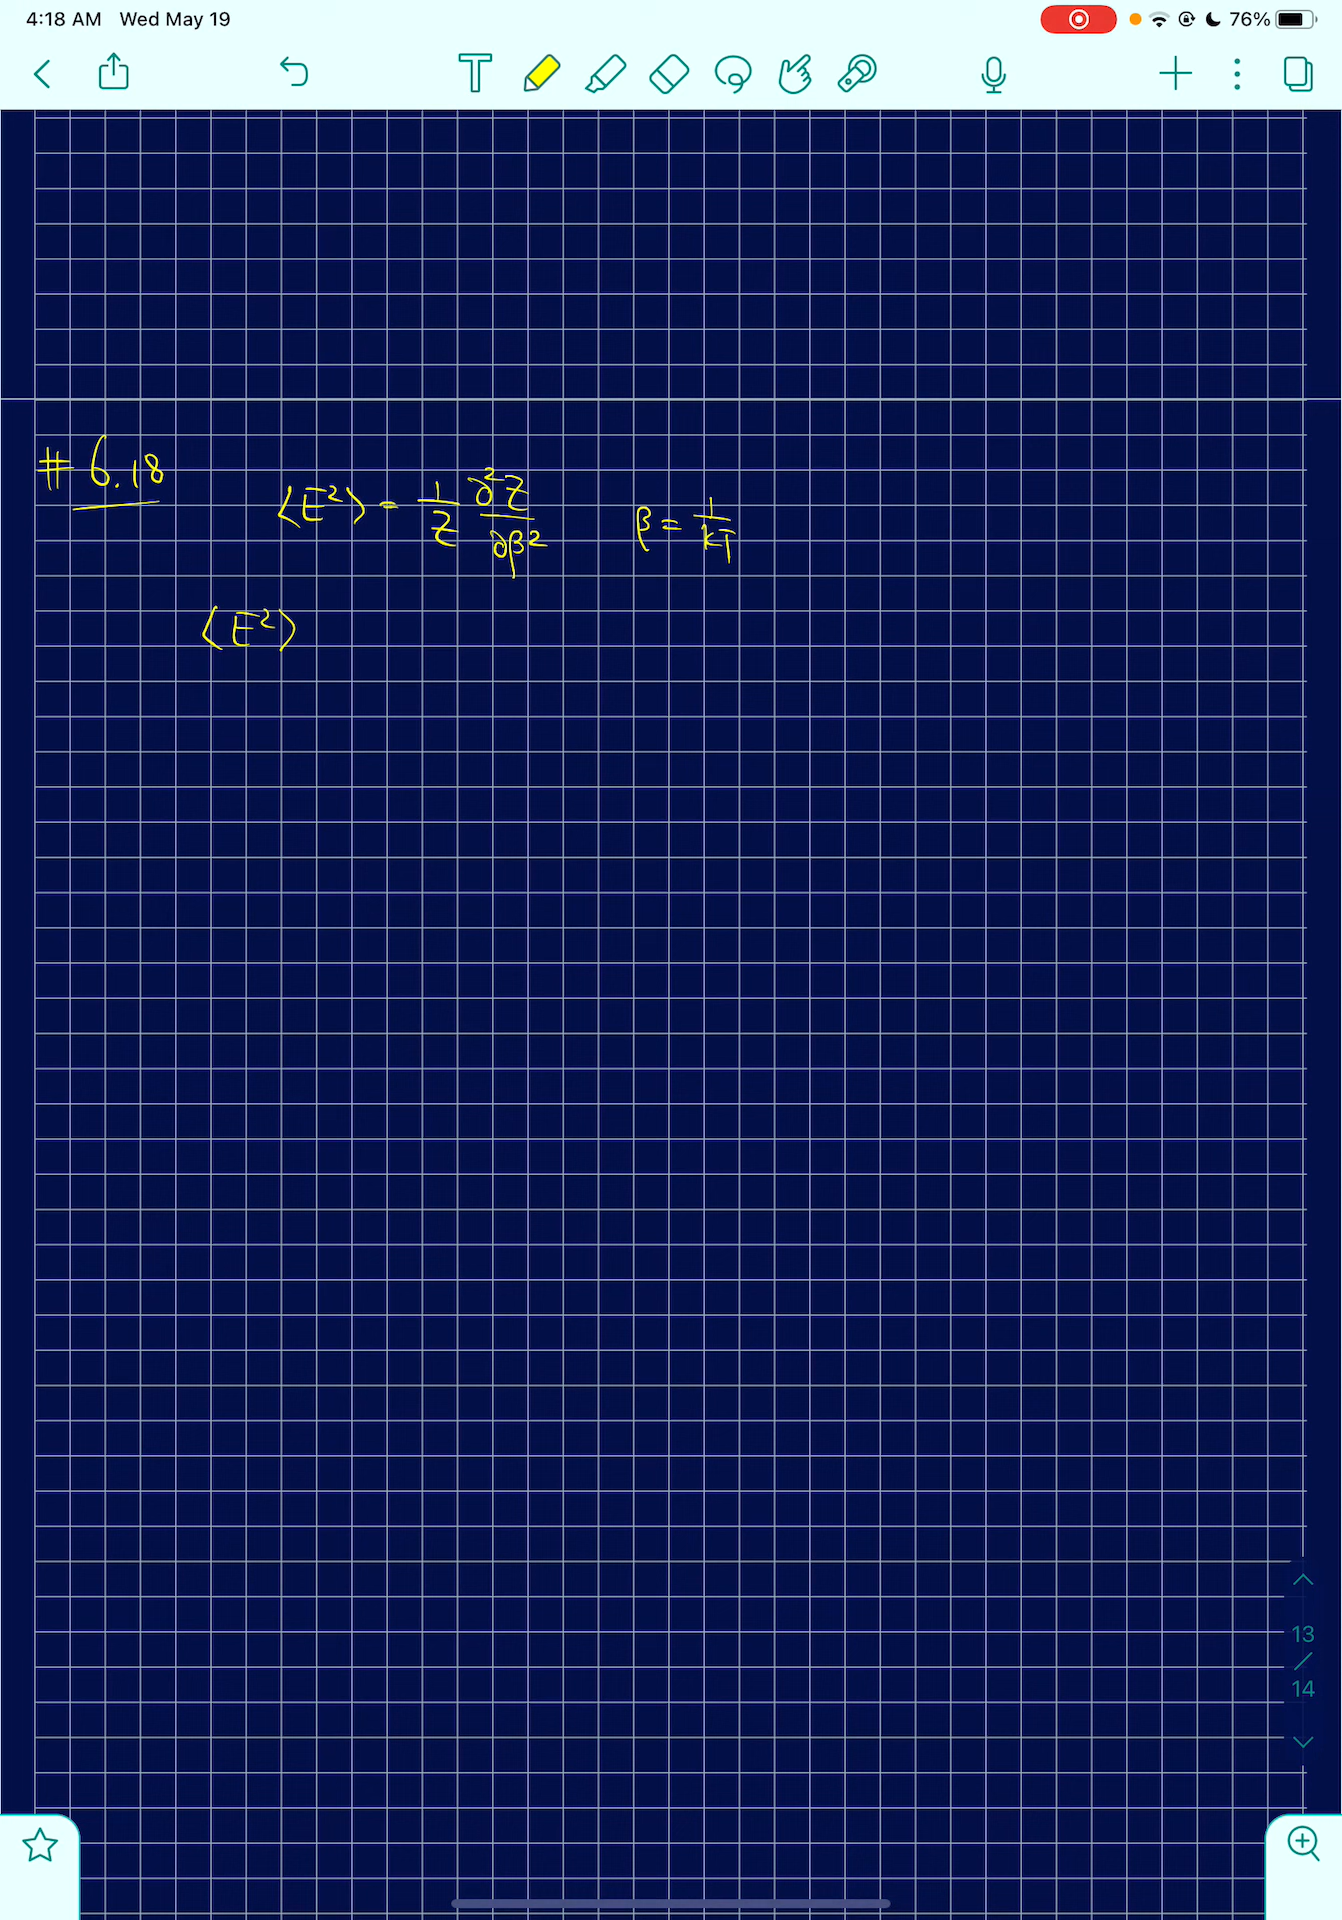 4:18 AM Wed May 19 76%
# 6.18
⟨E²⟩ = 1/Z ∂²Z/∂β² β = 1/kT
⟨E²⟩
13
/
14